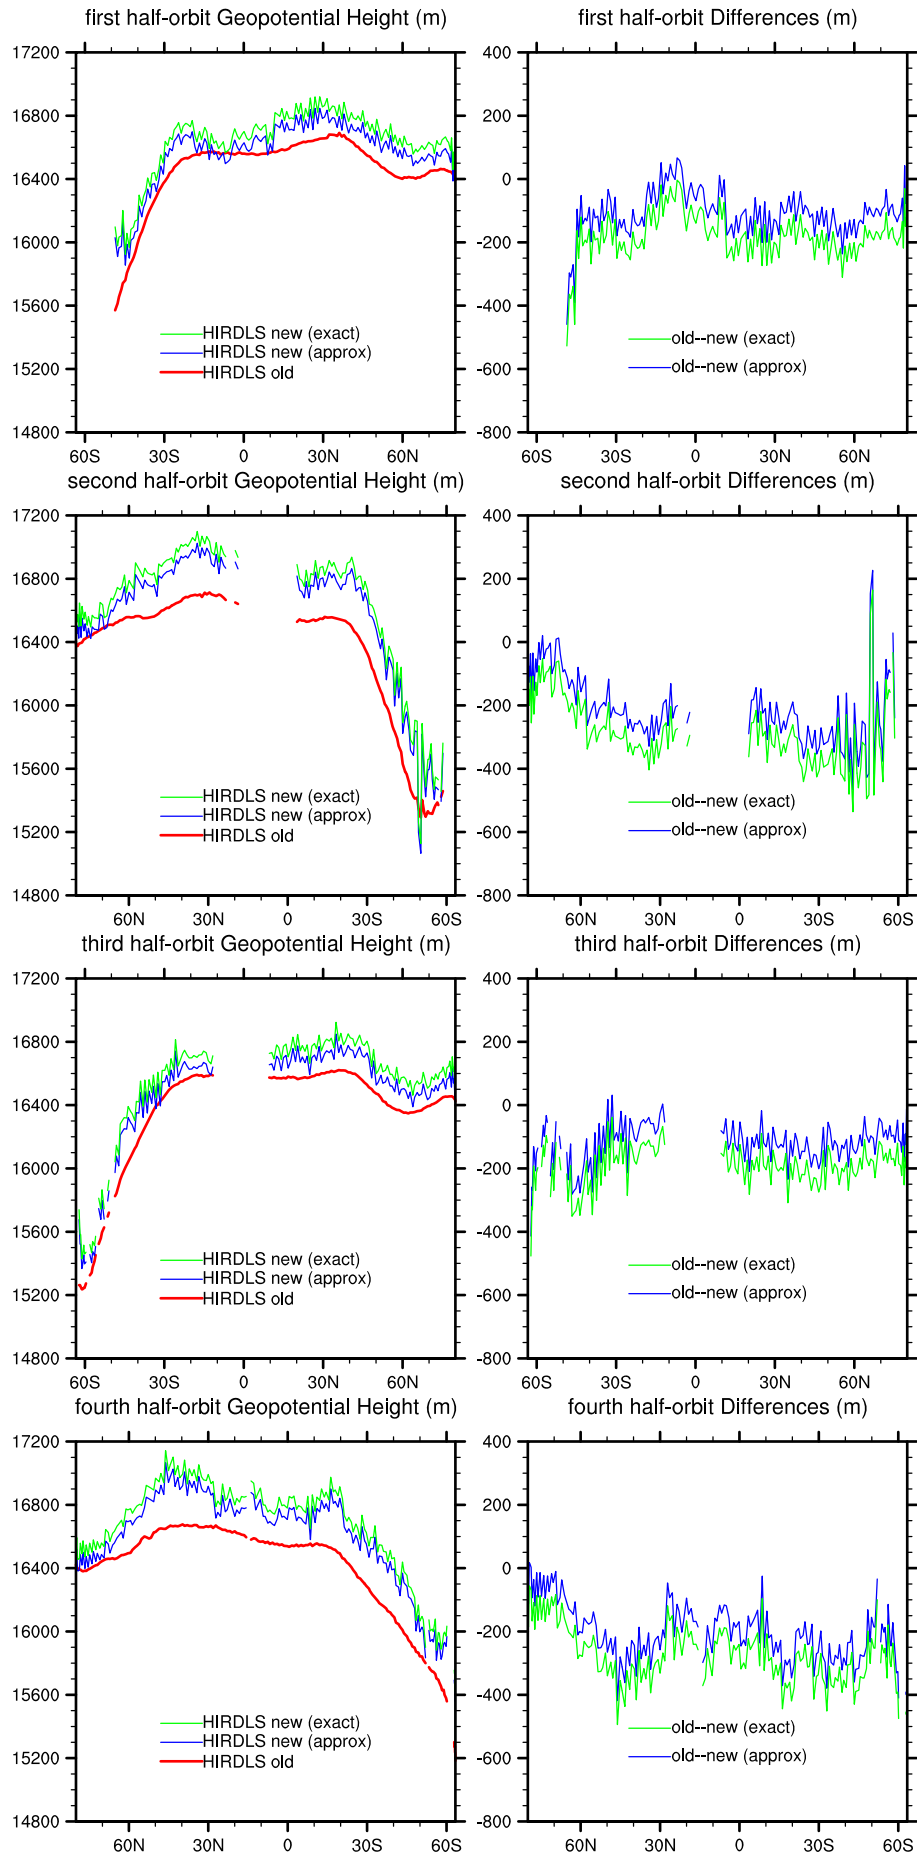 first half-orbit Geopotential Height (m)
17200
16800
16400
16000
15600
15200
14800
HIRDLS new (exact)
HIRDLS new (approx)
HIRDLS old
60S 30S 0 30N 60N
first half-orbit Differences (m)
400
200
0
-200
-400
-600
-800
old--new (exact)
old--new (approx)
60S 30S 0 30N 60N
second half-orbit Geopotential Height (m)
17200
16800
16400
16000
15600
15200
14800
HIRDLS new (exact)
HIRDLS new (approx)
HIRDLS old
60N 30N 0 30S 60S
second half-orbit Differences (m)
400
200
0
-200
-400
-600
-800
old--new (exact)
old--new (approx)
60N 30N 0 30S 60S
third half-orbit Geopotential Height (m)
17200
16800
16400
16000
15600
15200
14800
HIRDLS new (exact)
HIRDLS new (approx)
HIRDLS old
60S 30S 0 30N 60N
third half-orbit Differences (m)
400
200
0
-200
-400
-600
-800
old--new (exact)
old--new (approx)
60S 30S 0 30N 60N
fourth half-orbit Geopotential Height (m)
17200
16800
16400
16000
15600
15200
14800
HIRDLS new (exact)
HIRDLS new (approx)
HIRDLS old
60N 30N 0 30S 60S
fourth half-orbit Differences (m)
400
200
0
-200
-400
-600
-800
old--new (exact)
old--new (approx)
60N 30N 0 30S 60S